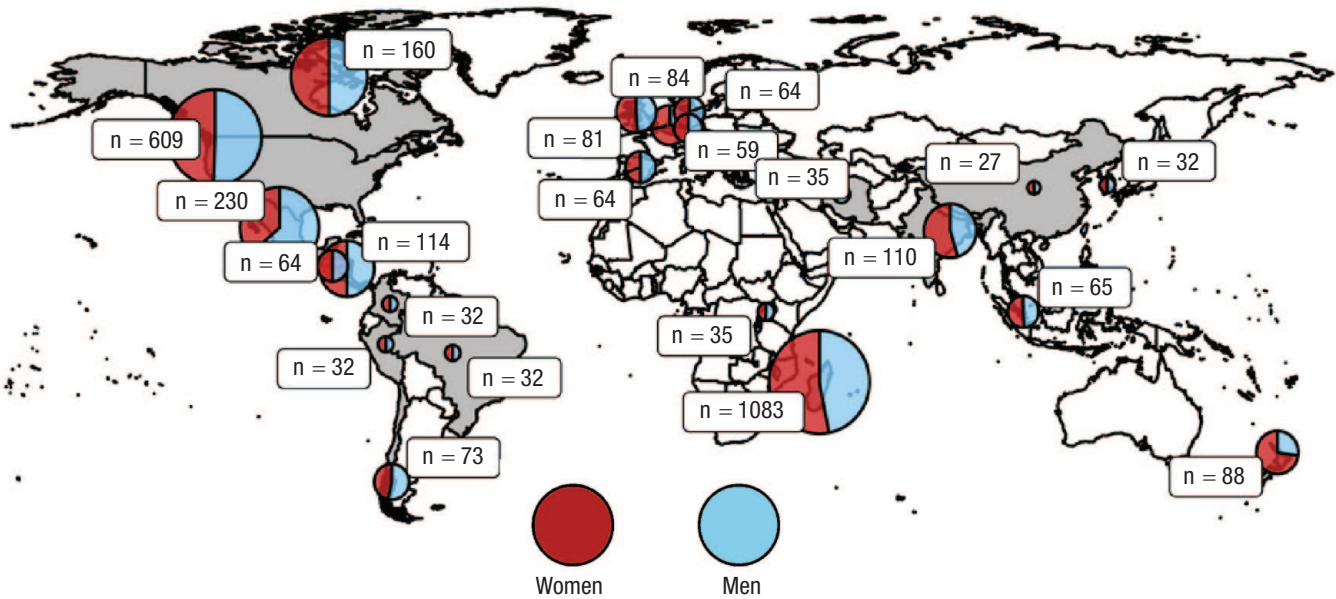 n = 160
n = 84
n = 64
n = 609
n = 81
n = 59
n = 27
n = 32
n = 35
n = 230
n = 64
n = 114
n = 64
n = 110
n = 65
n = 32
n = 35
n = 32
n = 32
n = 1083
n = 73
n = 88
Women
Men